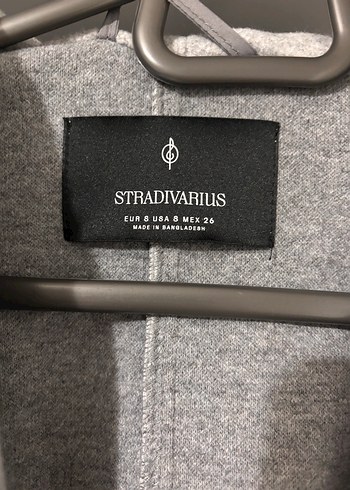 STRADIVARIUS
EUR S USA S MEX 26
MADE IN BANGLADESH